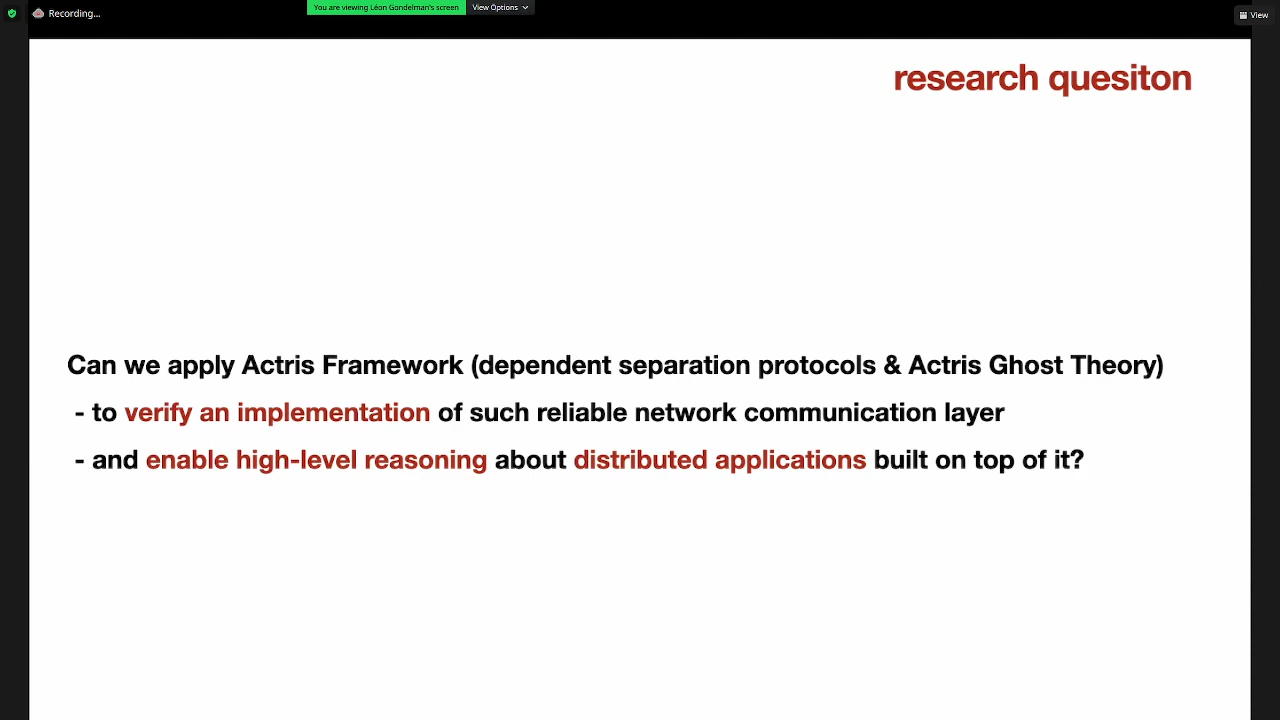 Recording...
You are viewing Léon Gondelman's screen
View Options
View
research quesiton
Can we apply Actris Framework (dependent separation protocols & Actris Ghost Theory)
- to verify an implementation of such reliable network communication layer
- and enable high-level reasoning about distributed applications built on top of it?